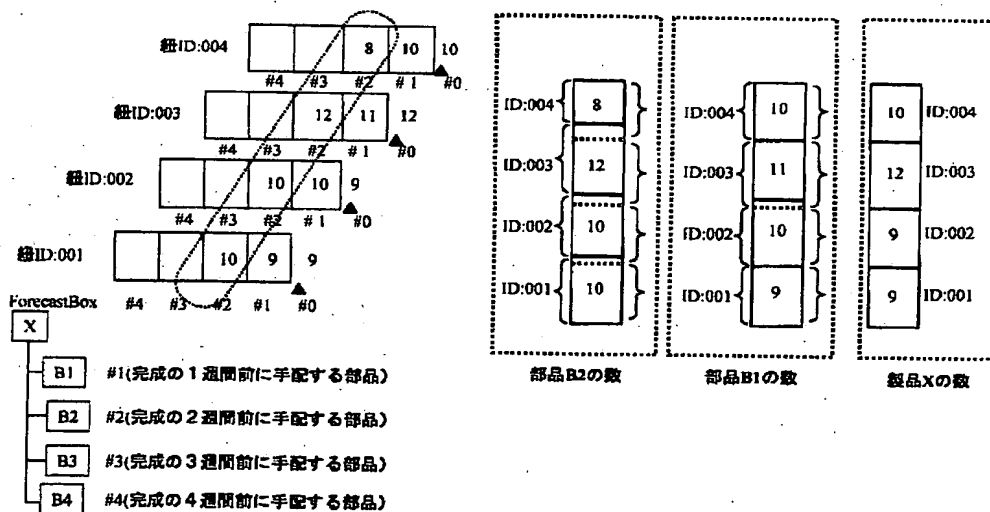 紐ID:004
8 10 10
#4 #3 #2 #1 #0
紐ID:003
12 11 12
#4 #3 #2 #1 #0
紐ID:002
10 10 9
#4 #3 #2 #1 #0
紐ID:001
10 9 9
ForecastBox #4 #3 #2 #1 #0
X
B1 #1(完成の1週間前に手配する部品)
B2 #2(完成の2週間前に手配する部品)
B3 #3(完成の3週間前に手配する部品)
B4 #4(完成の4週間前に手配する部品)
ID:004 8
ID:003 12
ID:002 10
ID:001 10
部品B2の数
ID:004 10
ID:003 11
ID:002 10
ID:001 9
部品B1の数
10 ID:004
12 ID:003
9 ID:002
9 ID:001
製品Xの数